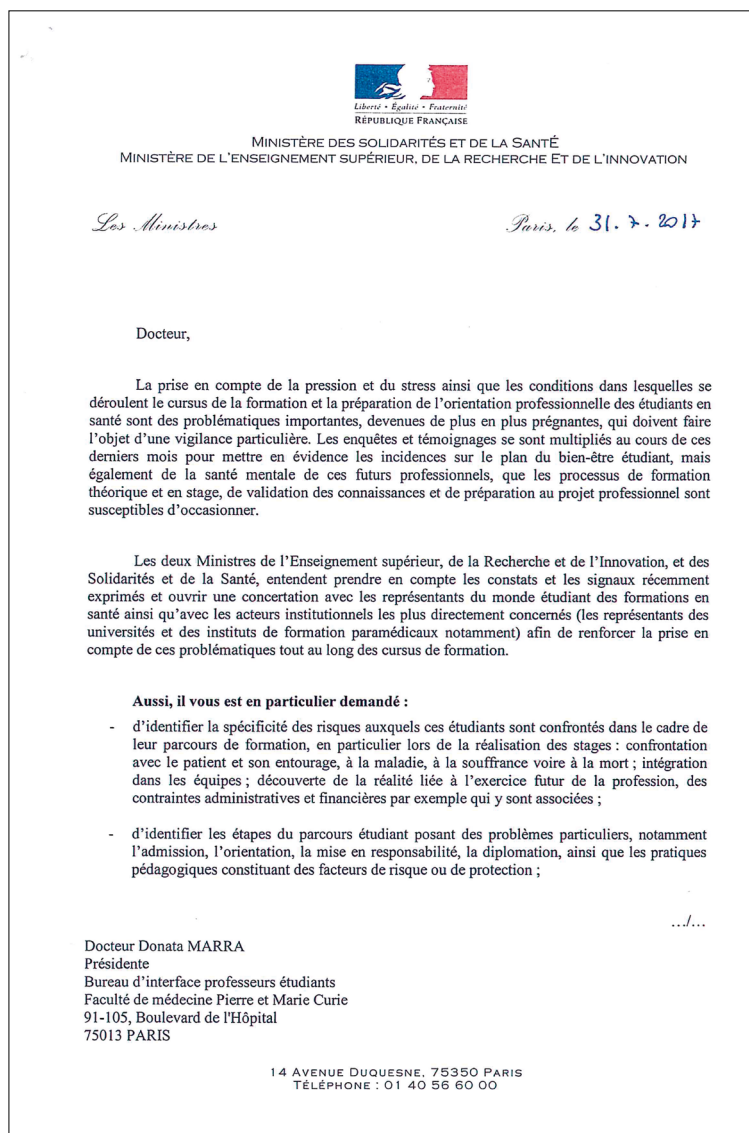 Liberté • Égalité • Fraternité
RÉPUBLIQUE FRANÇAISE
MINISTÈRE DES SOLIDARITÉS ET DE LA SANTÉ
MINISTÈRE DE L'ENSEIGNEMENT SUPÉRIEUR, DE LA RECHERCHE ET DE L'INNOVATION
Les Ministres
Paris, le 31.7.2017
Docteur,
La prise en compte de la pression et du stress ainsi que les conditions dans lesquelles se
déroulent le cursus de la formation et la préparation de l'orientation professionnelle des étudiants en
santé sont des problématiques importantes, devenues de plus en plus prégnantes, qui doivent faire
l'objet d'une vigilance particulière. Les enquêtes et témoignages se sont multipliés au cours de ces
derniers mois pour mettre en évidence les incidences sur le plan du bien-être étudiant, mais
également de la santé mentale de ces futurs professionnels, que les processus de formation
théorique et en stage, de validation des connaissances et de préparation au projet professionnel sont
susceptibles d'occasionner.
Les deux Ministres de l'Enseignement supérieur, de la Recherche et de l'Innovation, et des
Solidarités et de la Santé, entendent prendre en compte les constats et les signaux récemment
exprimés et ouvrir une concertation avec les représentants du monde étudiant des formations en
santé ainsi qu'avec les acteurs institutionnels les plus directement concernés (les représentants des
universités et des instituts de formation paramédicaux notamment) afin de renforcer la prise en
compte de ces problématiques tout au long des cursus de formation.
Aussi, il vous est en particulier demandé :
- d'identifier la spécificité des risques auxquels ces étudiants sont confrontés dans le cadre de
leur parcours de formation, en particulier lors de la réalisation des stages : confrontation
avec le patient et son entourage, à la maladie, à la souffrance voire à la mort ; intégration
dans les équipes ; découverte de la réalité liée à l'exercice futur de la profession, des
contraintes administratives et financières par exemple qui y sont associées ;
- d'identifier les étapes du parcours étudiant posant des problèmes particuliers, notamment
l'admission, l'orientation, la mise en responsabilité, la diplomation, ainsi que les pratiques
pédagogiques constituant des facteurs de risque ou de protection ;
.../...
Docteur Donata MARRA
Présidente
Bureau d'interface professeurs étudiants
Faculté de médecine Pierre et Marie Curie
91-105, Boulevard de l'Hôpital
75013 PARIS
14 AVENUE DUQUESNE, 75350 PARIS
TÉLÉPHONE : 01 40 56 60 00